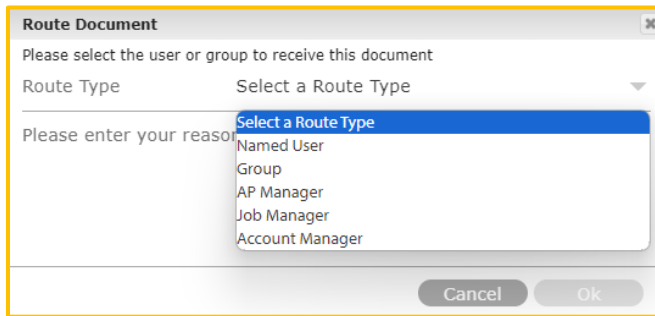 Route Document
Please select the user or group to receive this document
Route Type Select a Route Type
Please enter your reason
Select a Route Type
Named User
Group
AP Manager
Job Manager
Account Manager
Cancel Ok